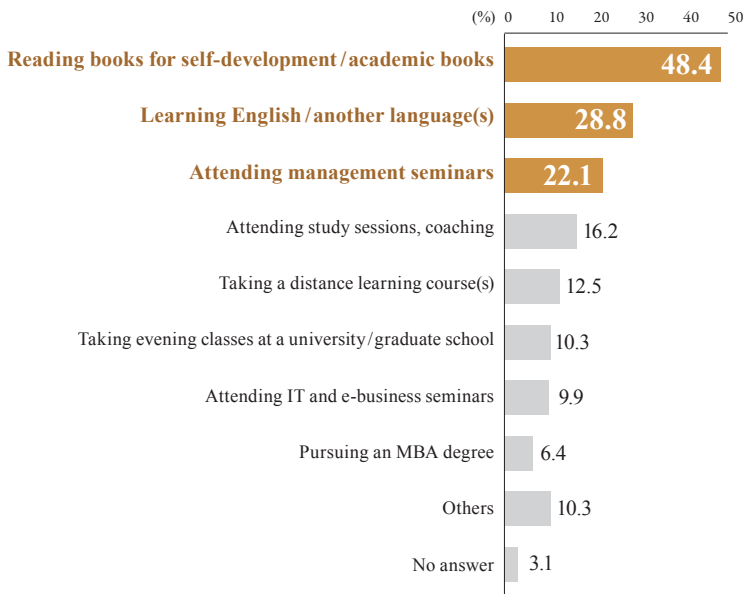 (%) 0 10 20 30 40 50
Reading books for self-development/academic books 48.4
Learning English/another language(s) 28.8
Attending management seminars 22.1
Attending study sessions, coaching 16.2
Taking a distance learning course(s) 12.5
Taking evening classes at a university/graduate school 10.3
Attending IT and e-business seminars 9.9
Pursuing an MBA degree 6.4
Others 10.3
No answer 3.1